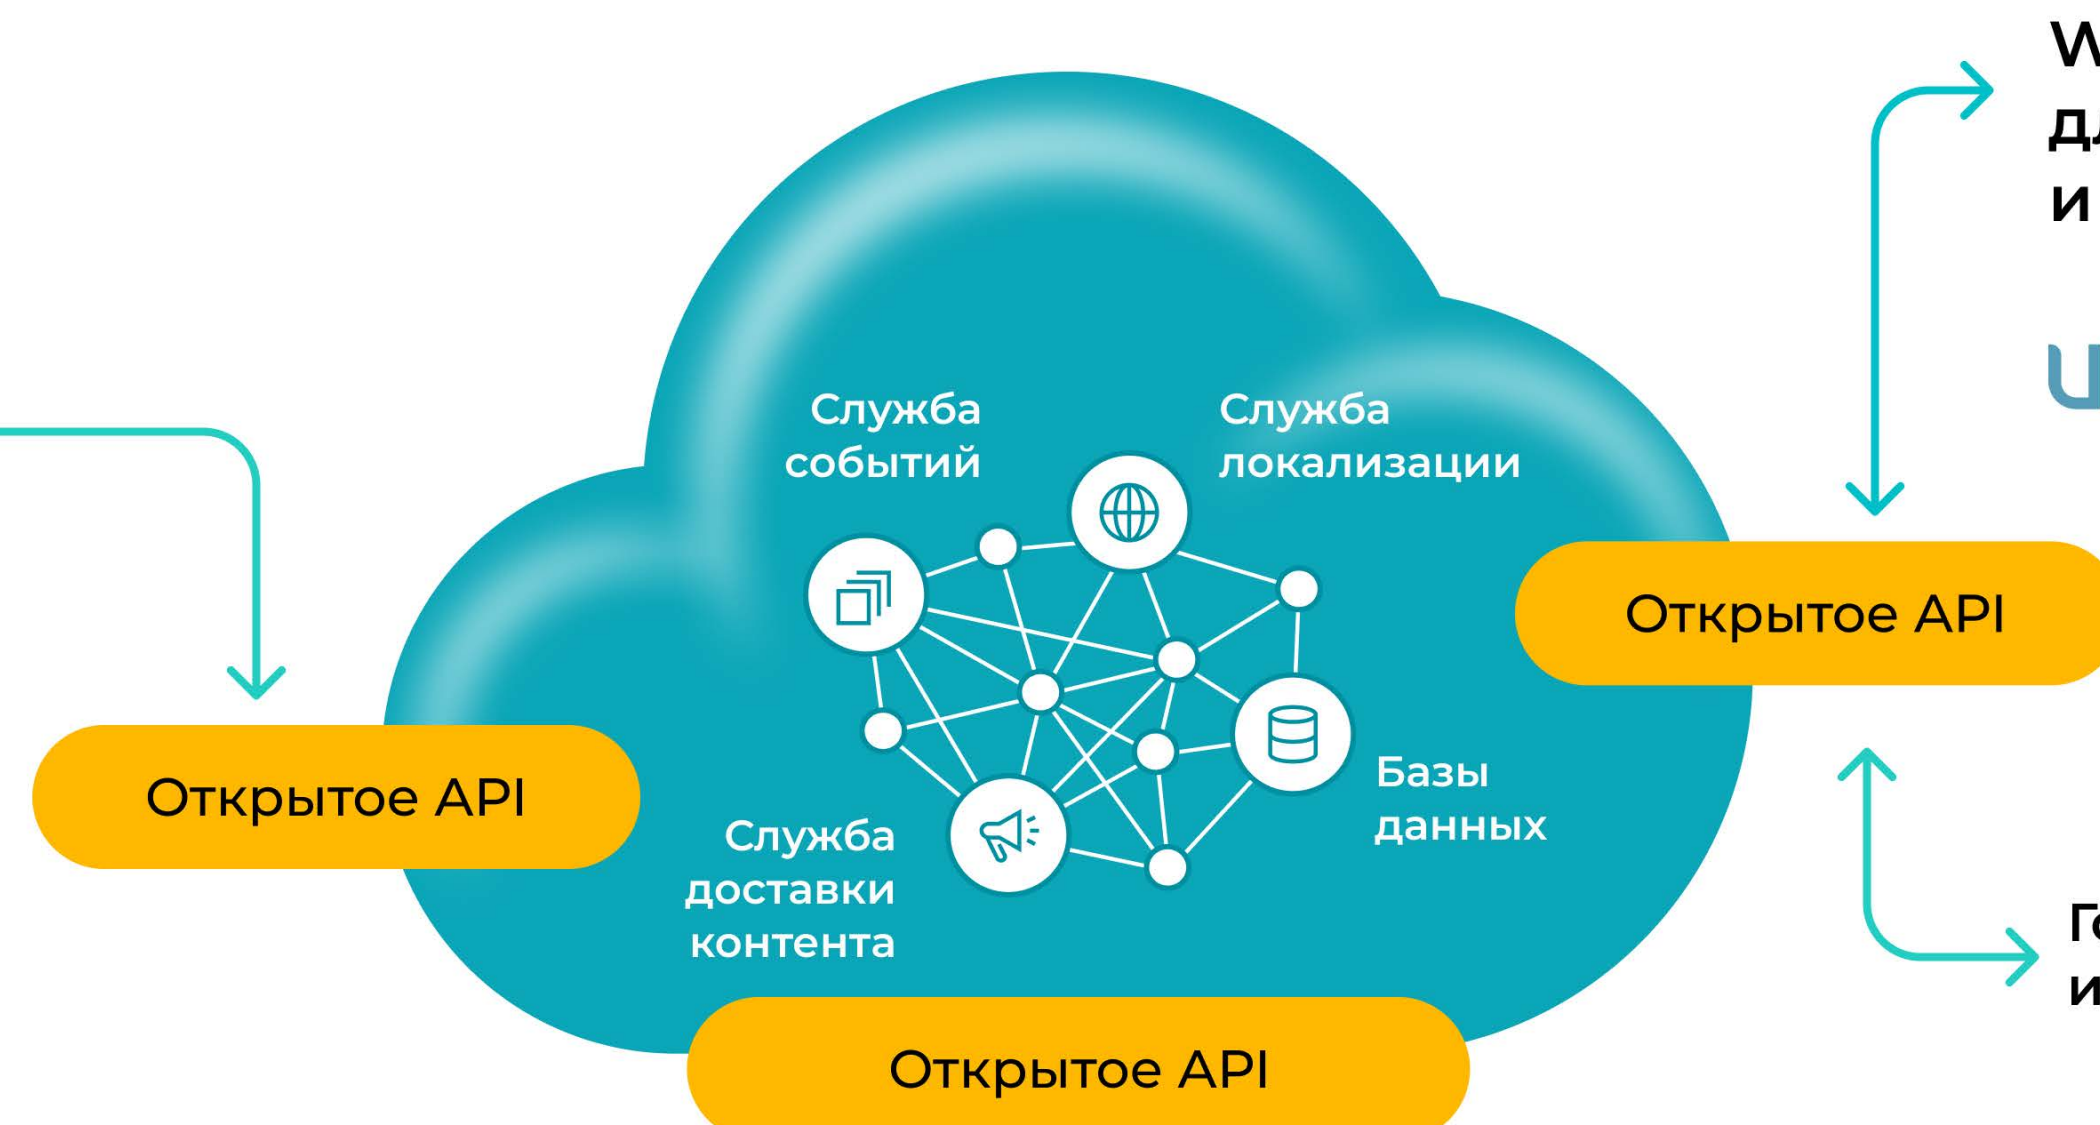 Служба
событий
Служба
локализации
Открытое API
Базы
данных
Открытое API
Служба
доставки
контента
и
Открытое API